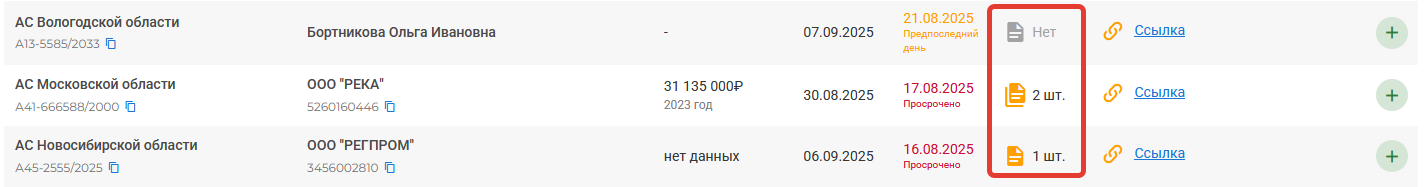 АС Вологодской области
А13-5585/2033
Бортникова Ольга Ивановна
-
07.09.2025
21.08.2025
Предпоследний
день
Нет
Ссылка
АС Московской области
А41-666588/2000
ООО "РЕКА"
5260160446
31 135 000₽
2023 год
30.08.2025
17.08.2025
Просрочено
2 шт.
Ссылка
АС Новосибирской области
А45-2555/2025
ООО "РЕГПРОМ"
3456002810
нет данных
06.09.2025
16.08.2025
Просрочено
1 шт.
Ссылка